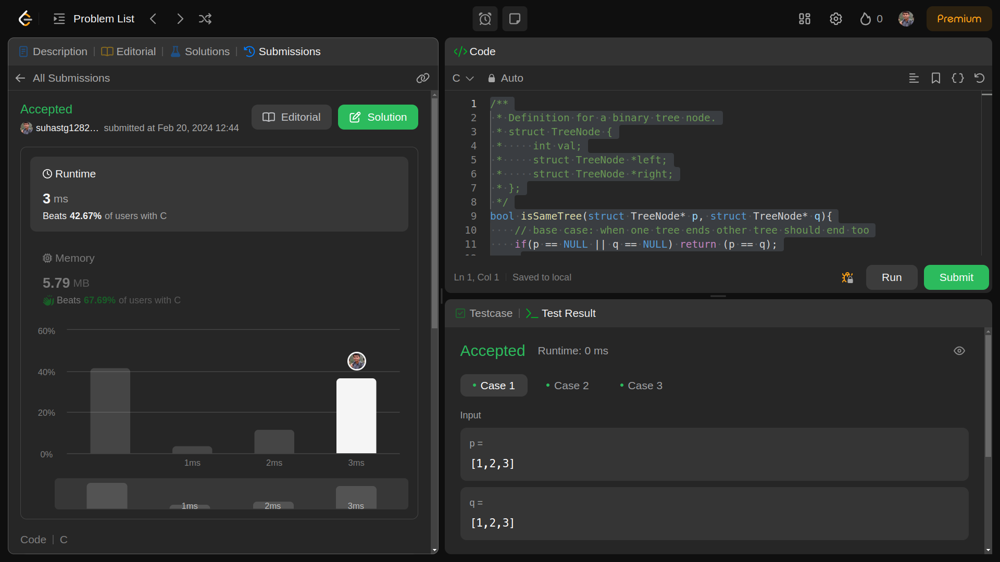 Problem List
0
Premium
Description | Editorial | Solutions | Submissions
All Submissions
Accepted
suhastg1282... submitted at Feb 20, 2024 12:44
Editorial
Solution
Runtime
3 ms
Beats 42.67% of users with C
Memory
5.79 MB
Beats 67.69% of users with C
60%
40%
20%
0%
1ms 2ms 3ms
1ms 2ms 3ms
Code | C
</> Code
C Auto
1 /**
2  * Definition for a binary tree node.
3  * struct TreeNode {
4  *     int val;
5  *     struct TreeNode *left;
6  *     struct TreeNode *right;
7  * };
8  */
9 bool isSameTree(struct TreeNode* p, struct TreeNode* q){
10     // base case: when one tree ends other tree should end too
11     if(p == NULL || q == NULL) return (p == q);
Ln 1, Col 1 | Saved to local
Run
Submit
Testcase | Test Result
Accepted Runtime: 0 ms
• Case 1 • Case 2 • Case 3
Input
p =
[1,2,3]
q =
[1,2,3]